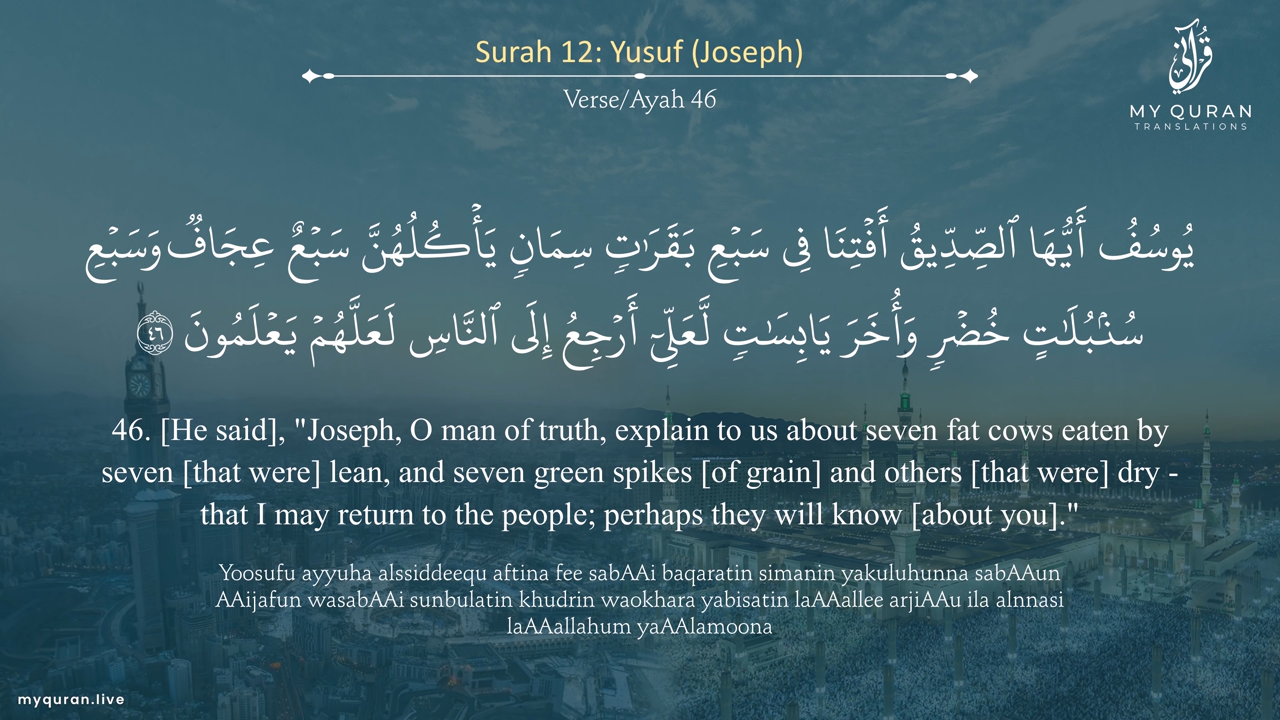 Surah 12: Yusuf (Joseph)
Verse/Ayah 46
قرآني
MY QURAN
TRANSLATIONS
يُوسُفُ أَيُّهَا ٱلصِّدِّيقُ أَفْتِنَا فِى سَبْعِ بَقَرَٰتٍ سِمَانٍ يَأْكُلُهُنَّ سَبْعٌ عِجَافٌ وَسَبْعِ
سُنۢبُلَٰتٍ خُضْرٍ وَأُخَرَ يَابِسَٰتٍ لَّعَلِّىٓ أَرْجِعُ إِلَى ٱلنَّاسِ لَعَلَّهُمْ يَعْلَمُونَ ٤٦
46. [He said], "Joseph, O man of truth, explain to us about seven fat cows eaten by
seven [that were] lean, and seven green spikes [of grain] and others [that were] dry -
that I may return to the people; perhaps they will know [about you]."
Yoosufu ayyuha alssiddeequ aftina fee sabAAi baqaratin simanin yakuluhunna sabAAun
AAijafun wasabAAi sunbulatin khudrin waokhara yabisatin laAAallee arjiAAu ila alnnasi
laAAallahum yaAAlamoona
myquran.live